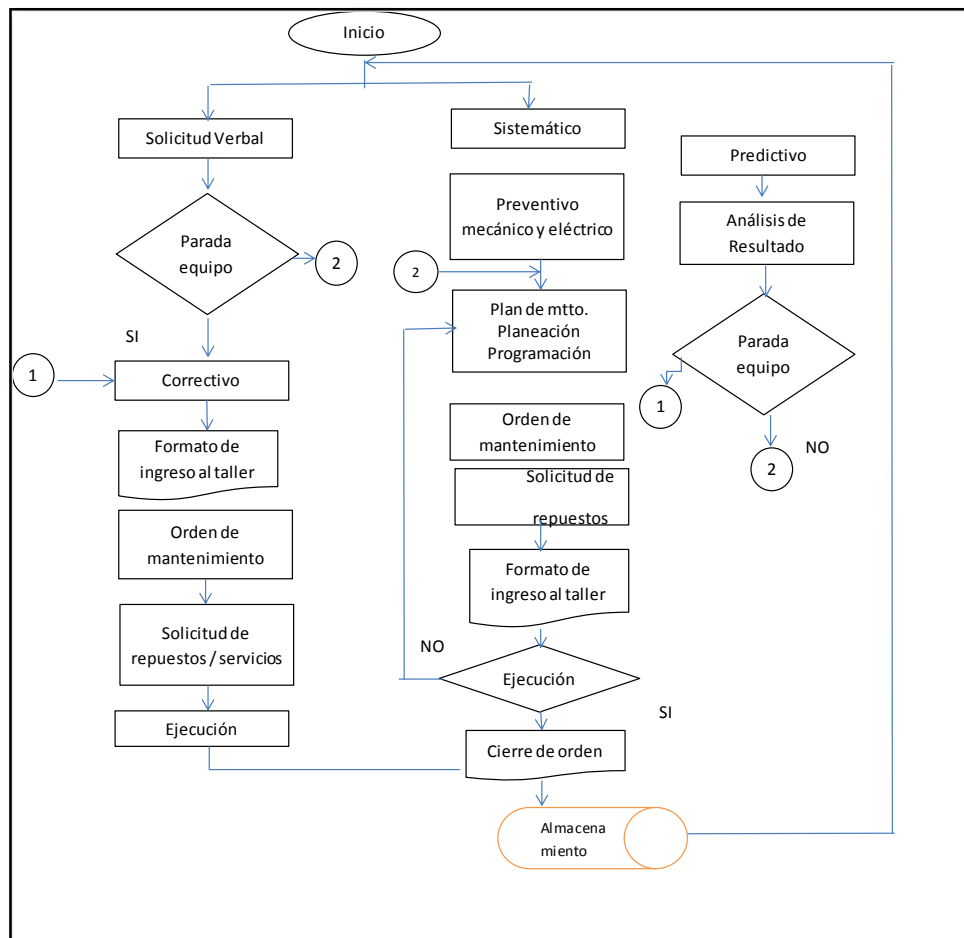 Inicio
Solicitud Verbal
Parada
equipo
2
SI
1
Correctivo
Formato de
ingreso al taller
Orden de
mantenimiento
Solicitud de
repuestos / servicios
Ejecución
Sistemático
Preventivo
mecánico y eléctrico
2
Plan de mtto.
Planeación
Programación
Orden de
mantenimiento
Solicitud de
repuestos
Formato de
ingreso al taller
NO
Ejecución
SI
Cierre de orden
Almacena
miento
Predictivo
Análisis de
Resultado
Parada
equipo
1
NO
2